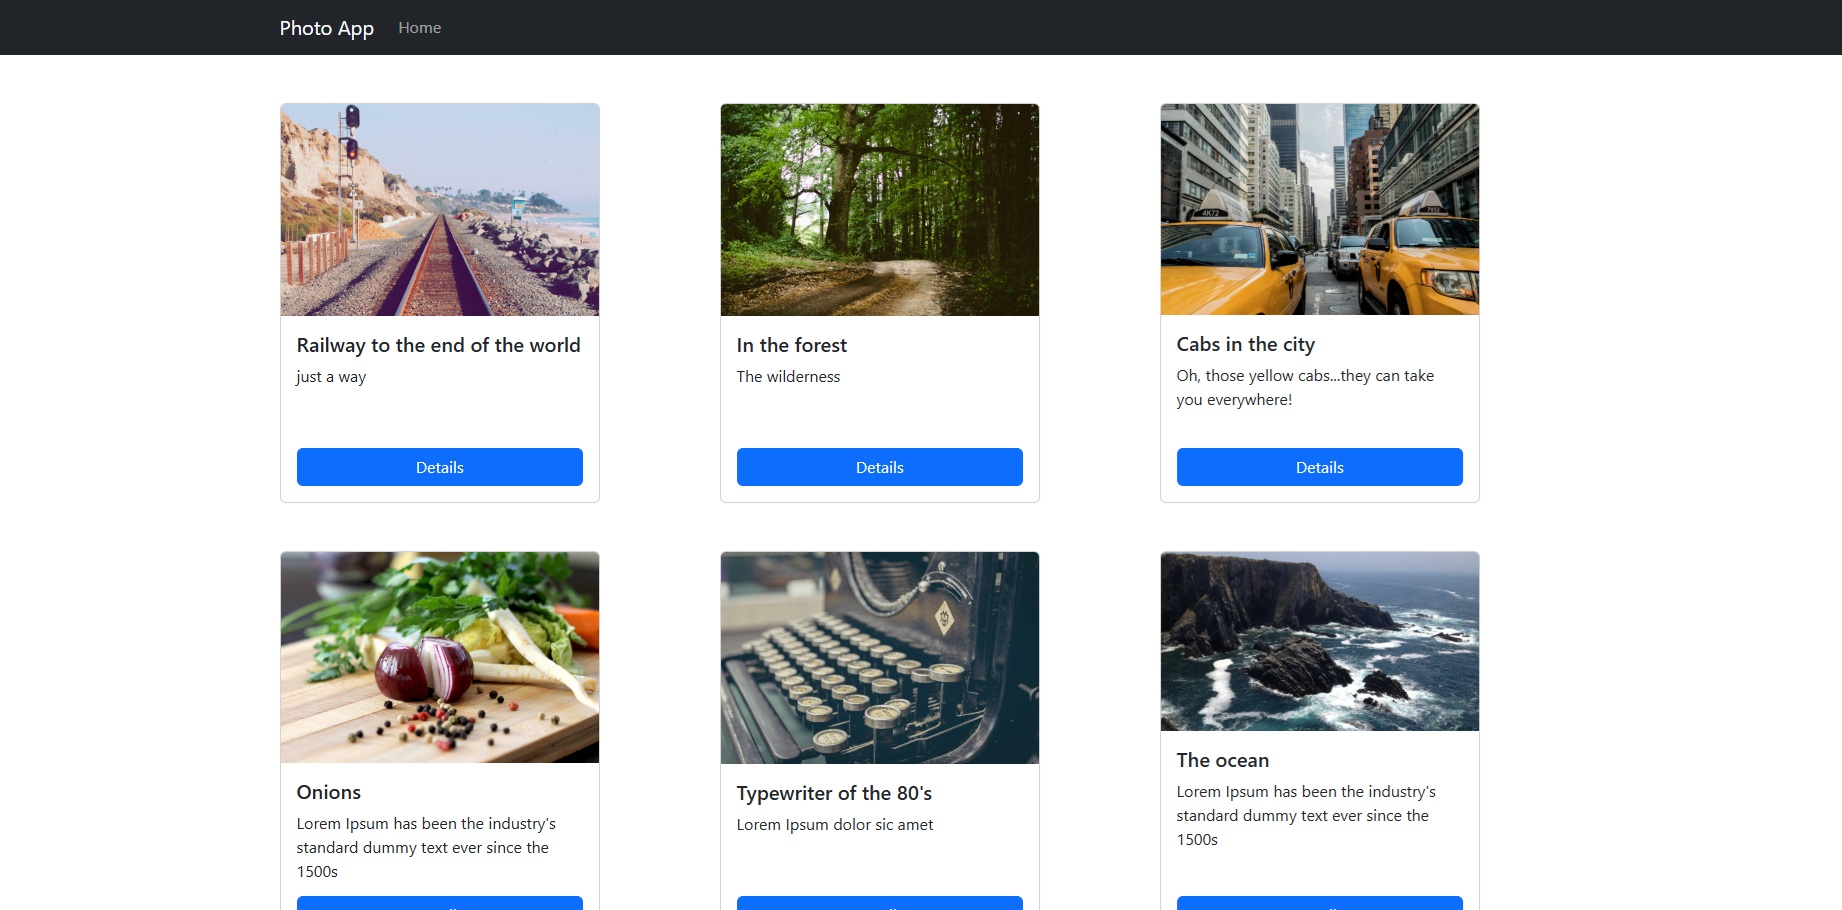 Photo App Home
4K72
7V53
Railway to the end of the world
just a way
Details
In the forest
The wilderness
Details
Cabs in the city
Oh, those yellow cabs...they can take
you everywhere!
Details
Onions
Lorem Ipsum has been the industry's
standard dummy text ever since the
1500s
Typewriter of the 80's
Lorem Ipsum dolor sic amet
The ocean
Lorem Ipsum has been the industry's
standard dummy text ever since the
1500s